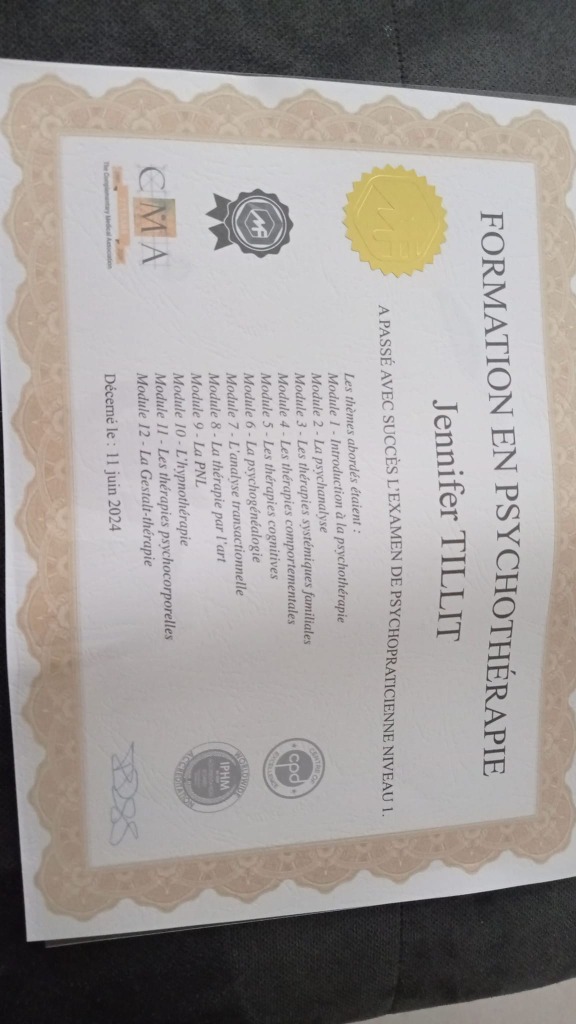 FORMATION EN PSYCHOTHÉRAPIE
Jennifer TILLIT
A PASSÉ AVEC SUCCÈS L'EXAMEN DE PSYCHOPRATICIENNE NIVEAU 1.
Les thèmes abordés étaient :
Module 1 - Introduction à la psychothérapie
Module 2 - La psychanalyse
Module 3 - Les thérapies systémiques familiales
Module 4 - Les thérapies comportementales
Module 5 - Les thérapies cognitives
Module 6 - La psychogénéalogie
Module 7 - L'analyse transactionnelle
Module 8 - La thérapie par l'art
Module 9 - La PNL
Module 10 - L'hypnothérapie
Module 11 - Les thérapies psychocorporelles
Module 12 - La Gestalt-thérapie
Décerné le : 11 juin 2024
MF
CMA
The Complementary Medical Association
cpd
IPHM